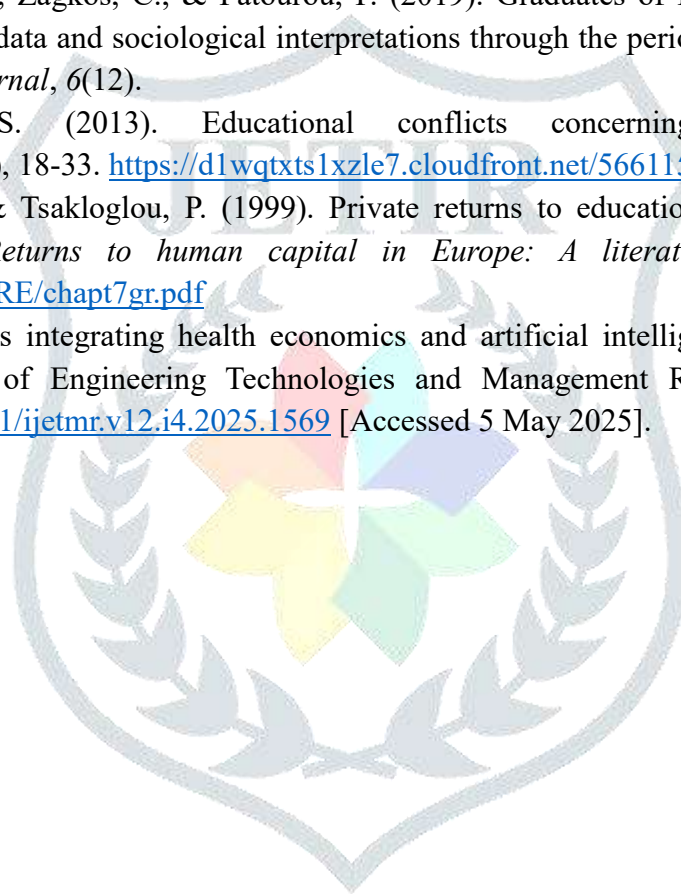 , Zagkos, C., & Patourou, T. (2019). Graduates of
data and sociological interpretations through the perio
rnal, 6(12).
S. (2013). Educational conflicts concerning
), 18-33. https://d1wqtxts1xzle7.cloudfront.net/56611
& Tsakloglou, P. (1999). Private returns to educatio
Returns to human capital in Europe: A literat
RE/chapt7gr.pdf
s integrating health economics and artificial intellig
of Engineering Technologies and Management R
1/ijetmr.v12.i4.2025.1569 [Accessed 5 May 2025].
JETIR